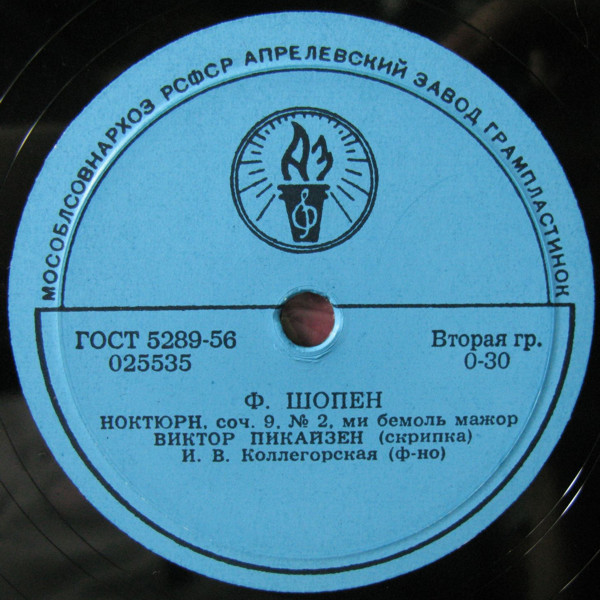 МОСОБЛСОВНАРХОЗ РСФСР АПРЕЛЕВСКИЙ ЗАВОД ГРАМПЛАСТИНОК
АЗ
ГОСТ 5289-56
025535
Вторая гр.
0-30
Ф. ШОПЕН
НОКТЮРН, соч. 9, № 2, ми бемоль мажор
ВИКТОР ПИКАЙЗЕН (скрипка)
И. В. Коллегорская (ф-но)